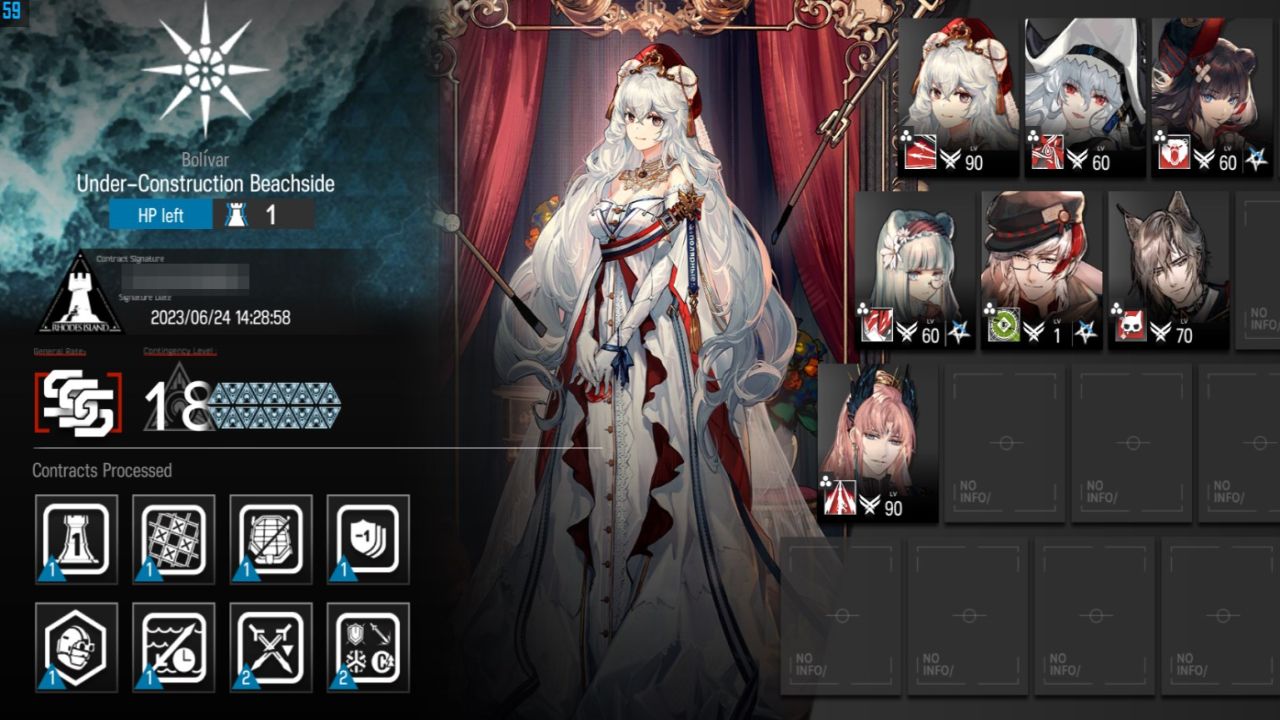 59
Bolívar
Under-Construction Beachside
HP left
1
Contract Signature
Signature Date
2023/06/24 14:28:58
RHODES ISLAND
General Rate:
Contingency Level:
18
Contracts Processed
1
1
1
1
-1
1
1
1
2
2
LV
90
LV
60
LV
60
LV
60
LV
1
LV
70
NO
INFO/
LV
90
NO
INFO/
NO
INFO/
NO
INFO/
NO
INFO/
NO
INFO/
NO
INFO/
NO
INFO/